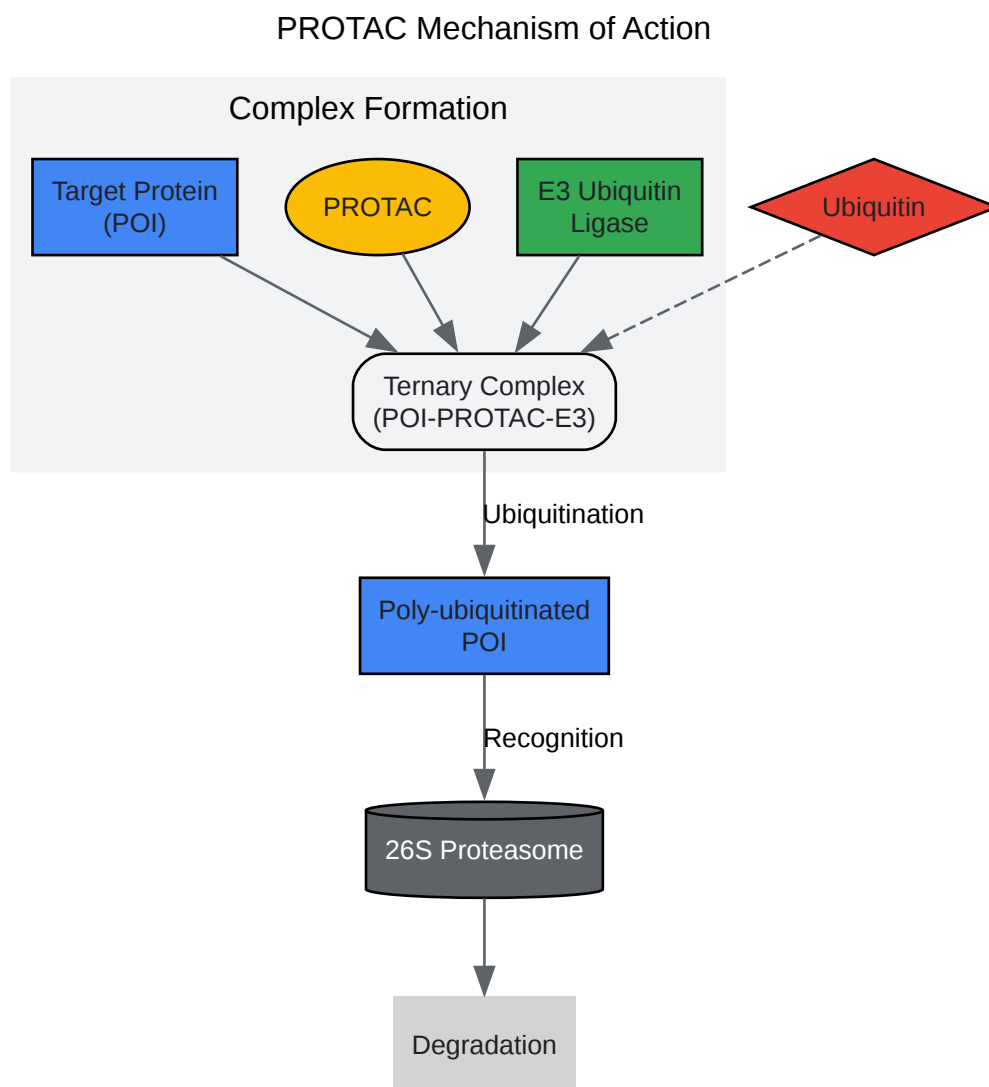 PROTAC Mechanism of Action
Complex Formation
Target Protein
(POI)
PROTAC
E3 Ubiquitin
Ligase
Ubiquitin
Ternary Complex
(POI-PROTAC-E3)
Ubiquitination
Poly-ubiquitinated
POI
Recognition
26S Proteasome
Degradation